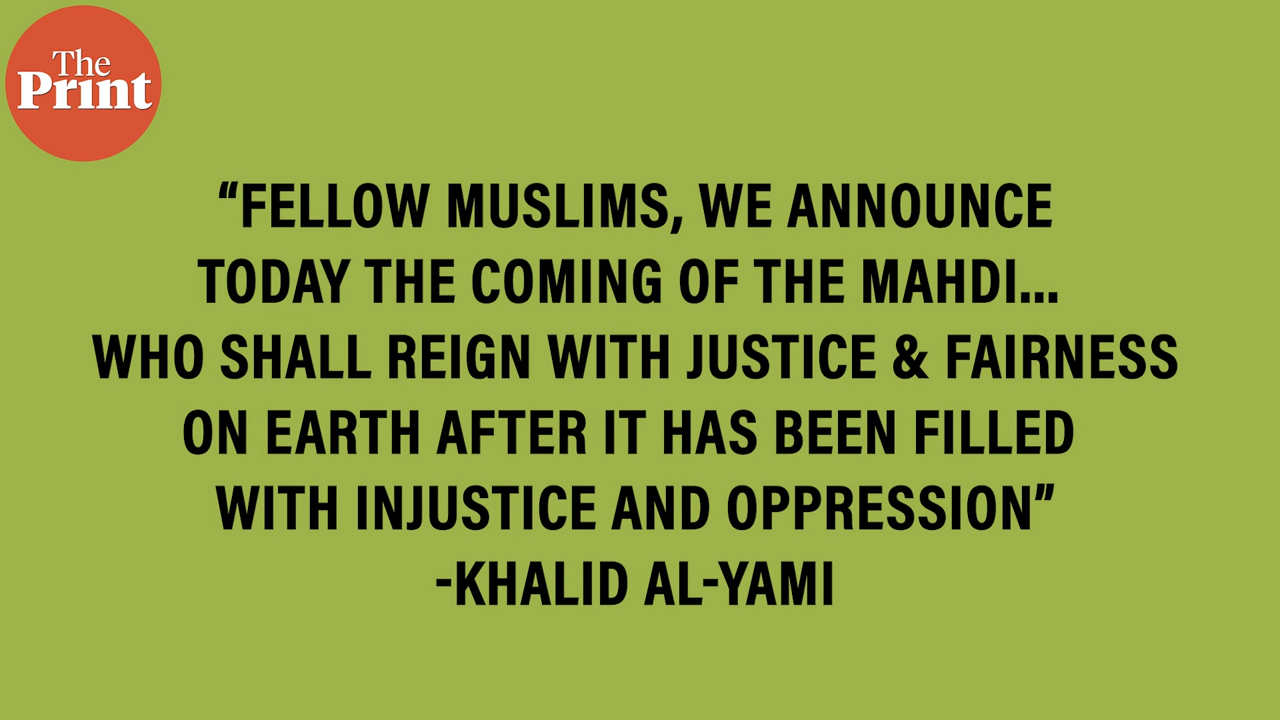 The
Print
“FELLOW MUSLIMS, WE ANNOUNCE
TODAY THE COMING OF THE MAHDI...
WHO SHALL REIGN WITH JUSTICE & FAIRNESS
ON EARTH AFTER IT HAS BEEN FILLED
WITH INJUSTICE AND OPPRESSION”
-KHALID AL-YAMI